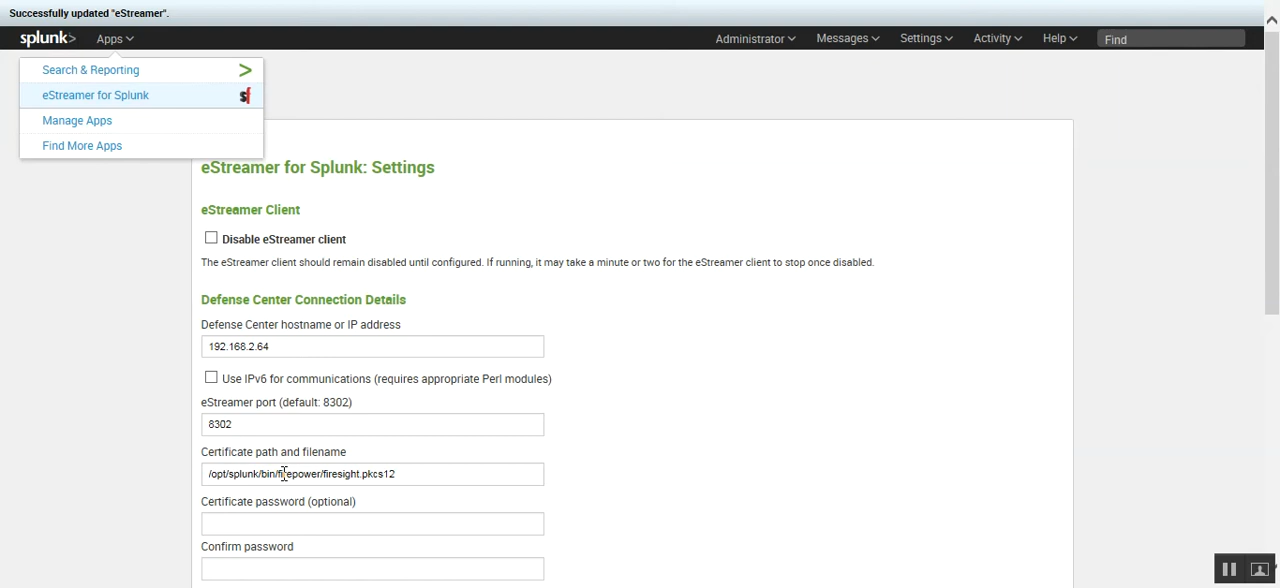 Successfully updated "eStreamer".
splunk> Apps Administrator Messages Settings Activity Help Find
Search & Reporting >
eStreamer for Splunk sf
Manage Apps
Find More Apps
eStreamer for Splunk: Settings
eStreamer Client
Disable eStreamer client
The eStreamer client should remain disabled until configured. If running, it may take a minute or two for the eStreamer client to stop once disabled.
Defense Center Connection Details
Defense Center hostname or IP address
192.168.2.64
Use IPv6 for communications (requires appropriate Perl modules)
eStreamer port (default: 8302)
8302
Certificate path and filename
/opt/splunk/bin/firepower/firesight.pkcs12
Certificate password (optional)
Confirm password